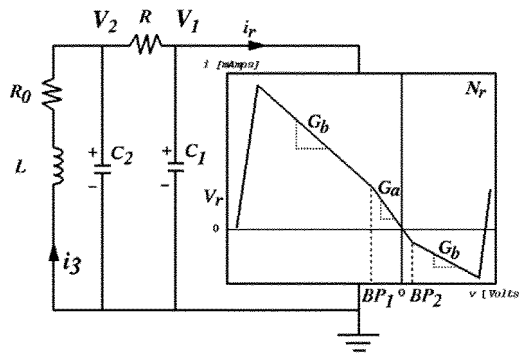 V2 R V1 ir
i [mAmps]
Nr
R0
Gb
L
+ C2
−
+ C1
−
Vr
Ga
0
Gb
i3
BP1 0 BP2 v [Volts